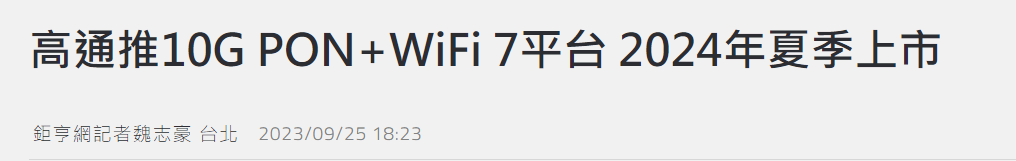 高通推10G PON+WiFi 7平台 2024年夏季上市
鉅亨網記者魏志豪 台北 2023/09/25 18:23